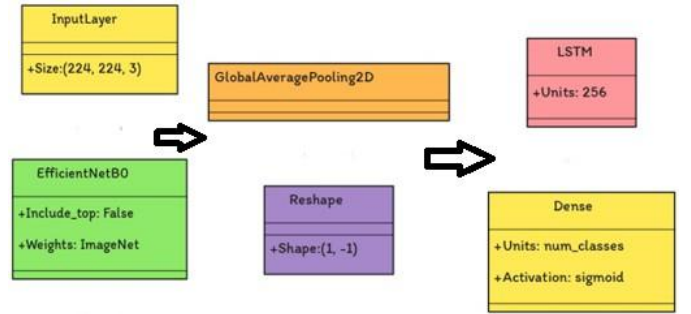 InputLayer
+Size:(224, 224, 3)
EfficientNetB0
+Include_top: False
+Weights: ImageNet
GlobalAveragePooling2D
Reshape
+Shape:(1, -1)
LSTM
+Units: 256
Dense
+Units: num_classes
+Activation: sigmoid